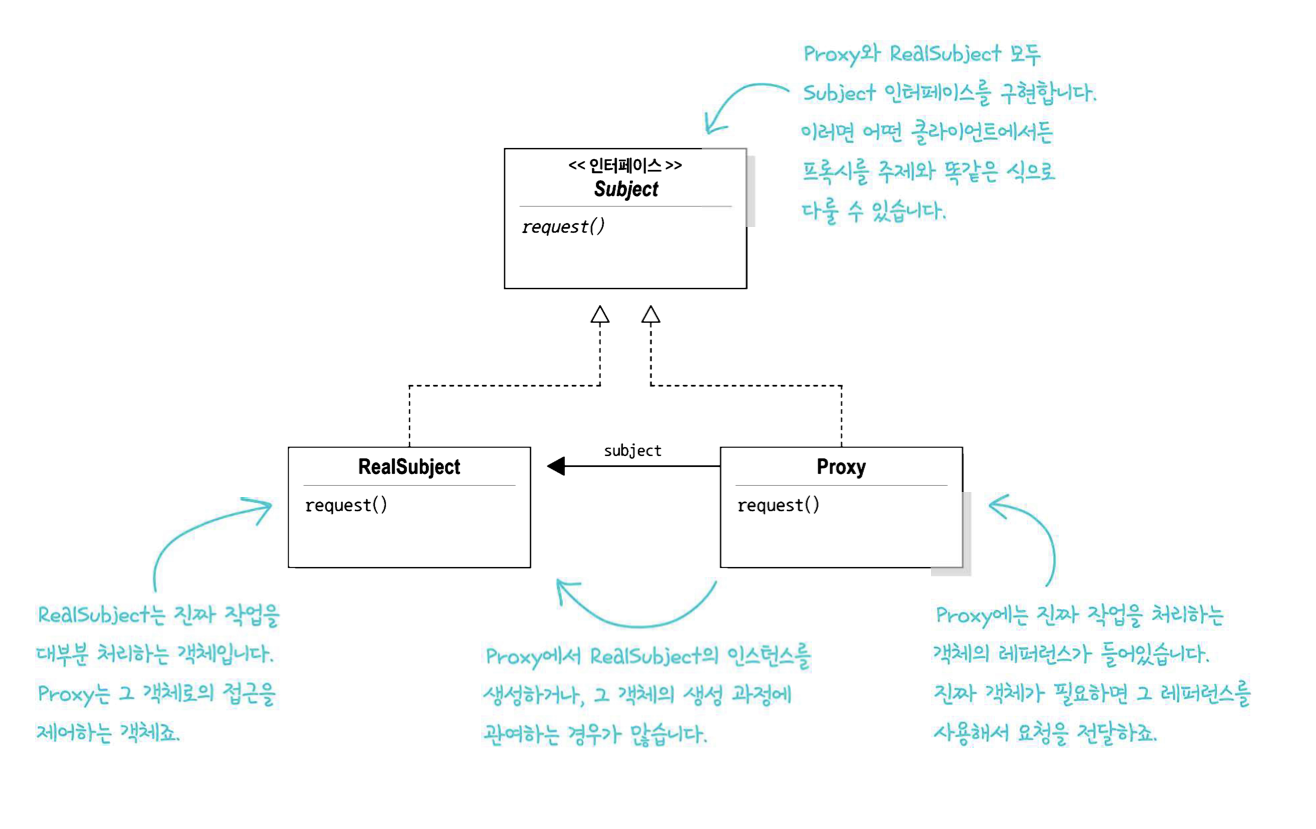 Proxy와 RealSubject 모두
Subject 인터페이스를 구현합니다.
이러면 어떤 클라이언트에서든
프록시를 주제와 똑같은 식으로
다룰 수 있습니다.
<< 인터페이스 >>
Subject
request()
RealSubject
request()
subject
Proxy
request()
RealSubject는 진짜 작업을
대부분 처리하는 객체입니다.
Proxy는 그 객체로의 접근을
제어하는 객체죠.
Proxy에서 RealSubject의 인스턴스를
생성하거나, 그 객체의 생성 과정에
관여하는 경우가 많습니다.
Proxy에는 진짜 작업을 처리하는
객체의 레퍼런스가 들어있습니다.
진짜 객체가 필요하면 그 레퍼런스를
사용해서 요청을 전달하죠.